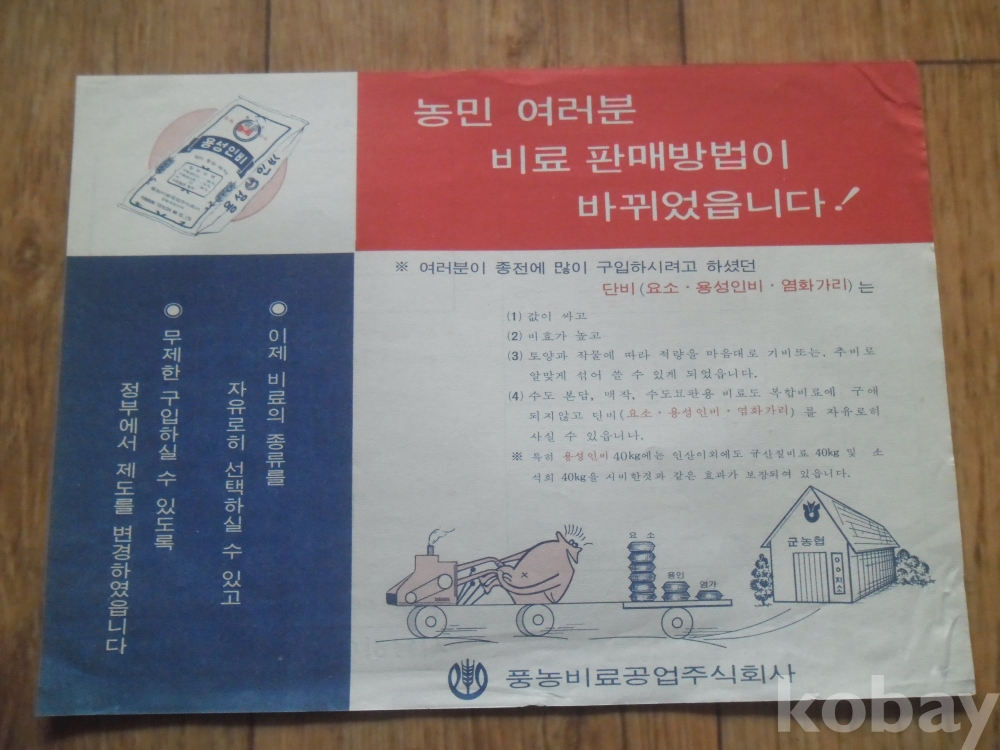 농민 여러분
비료 판매방법이
바뀌었읍니다!
용성인비
용성인비
◉ 이제 비료의 종류를
자유로히 선택하실 수 있고
◉ 무제한 구입하실 수 있도록
정부에서 제도를 변경하였읍니다
※ 여러분이 종전에 많이 구입하시려고 하셨던
단비(요소·용성인비·염화가리)는
(1) 값이 싸고
(2) 비효가 높고
(3) 토양과 작물에 따라 적량을 마음대로 기비또는, 추비로
알맞게 섞어 쓸 수 있게 되었읍니다.
(4) 수도 본답, 맥작, 수도묘판용 비료도 복합비료에 구애
되지않고 단비(요소·용성인비·염화가리)를 자유로히
사실 수 있읍니다.
※ 특히 용성인비 40kg에는 인산이외에도 규산질비료 40kg 및 소
석회 40kg을 시비한것과 같은 효과가 보장되여 있읍니다.
요소
용인
염가
군농협
풍농비료공업주식회사
kobay